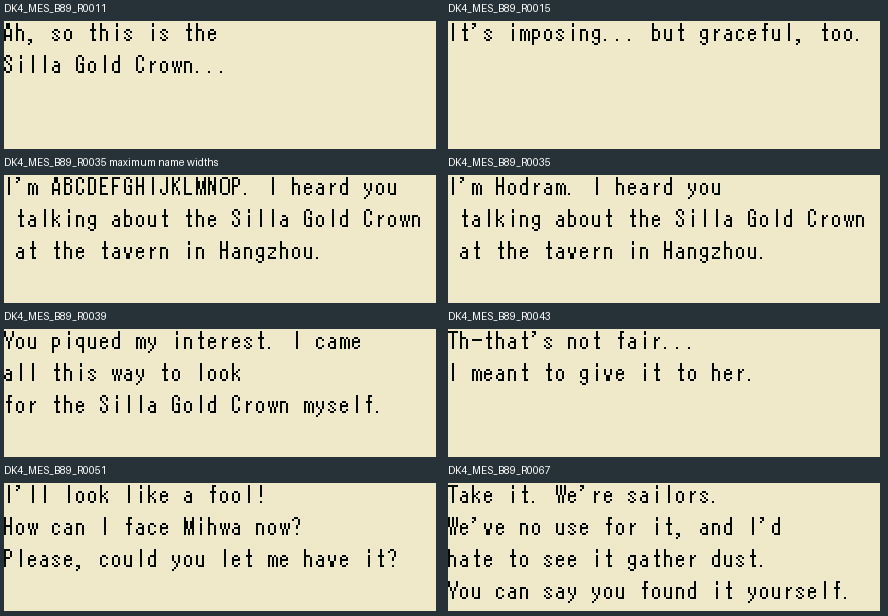 DK4_MES_B89_R0011
Ah, so this is the
Silla Gold Crown...
DK4_MES_B89_R0015
It's imposing... but graceful, too.
DK4_MES_B89_R0035 maximum name widths
I'm ABCDEFGHIJKLMNOP. I heard you
talking about the Silla Gold Crown
at the tavern in Hangzhou.
DK4_MES_B89_R0035
I'm Hodram. I heard you
talking about the Silla Gold Crown
at the tavern in Hangzhou.
DK4_MES_B89_R0039
You piqued my interest. I came
all this way to look
for the Silla Gold Crown myself.
DK4_MES_B89_R0043
Th-that's not fair...
I meant to give it to her.
DK4_MES_B89_R0051
I'll look like a fool!
How can I face Mihwa now?
Please, could you let me have it?
DK4_MES_B89_R0067
Take it. We're sailors.
We've no use for it, and I'd
hate to see it gather dust.
You can say you found it yourself.